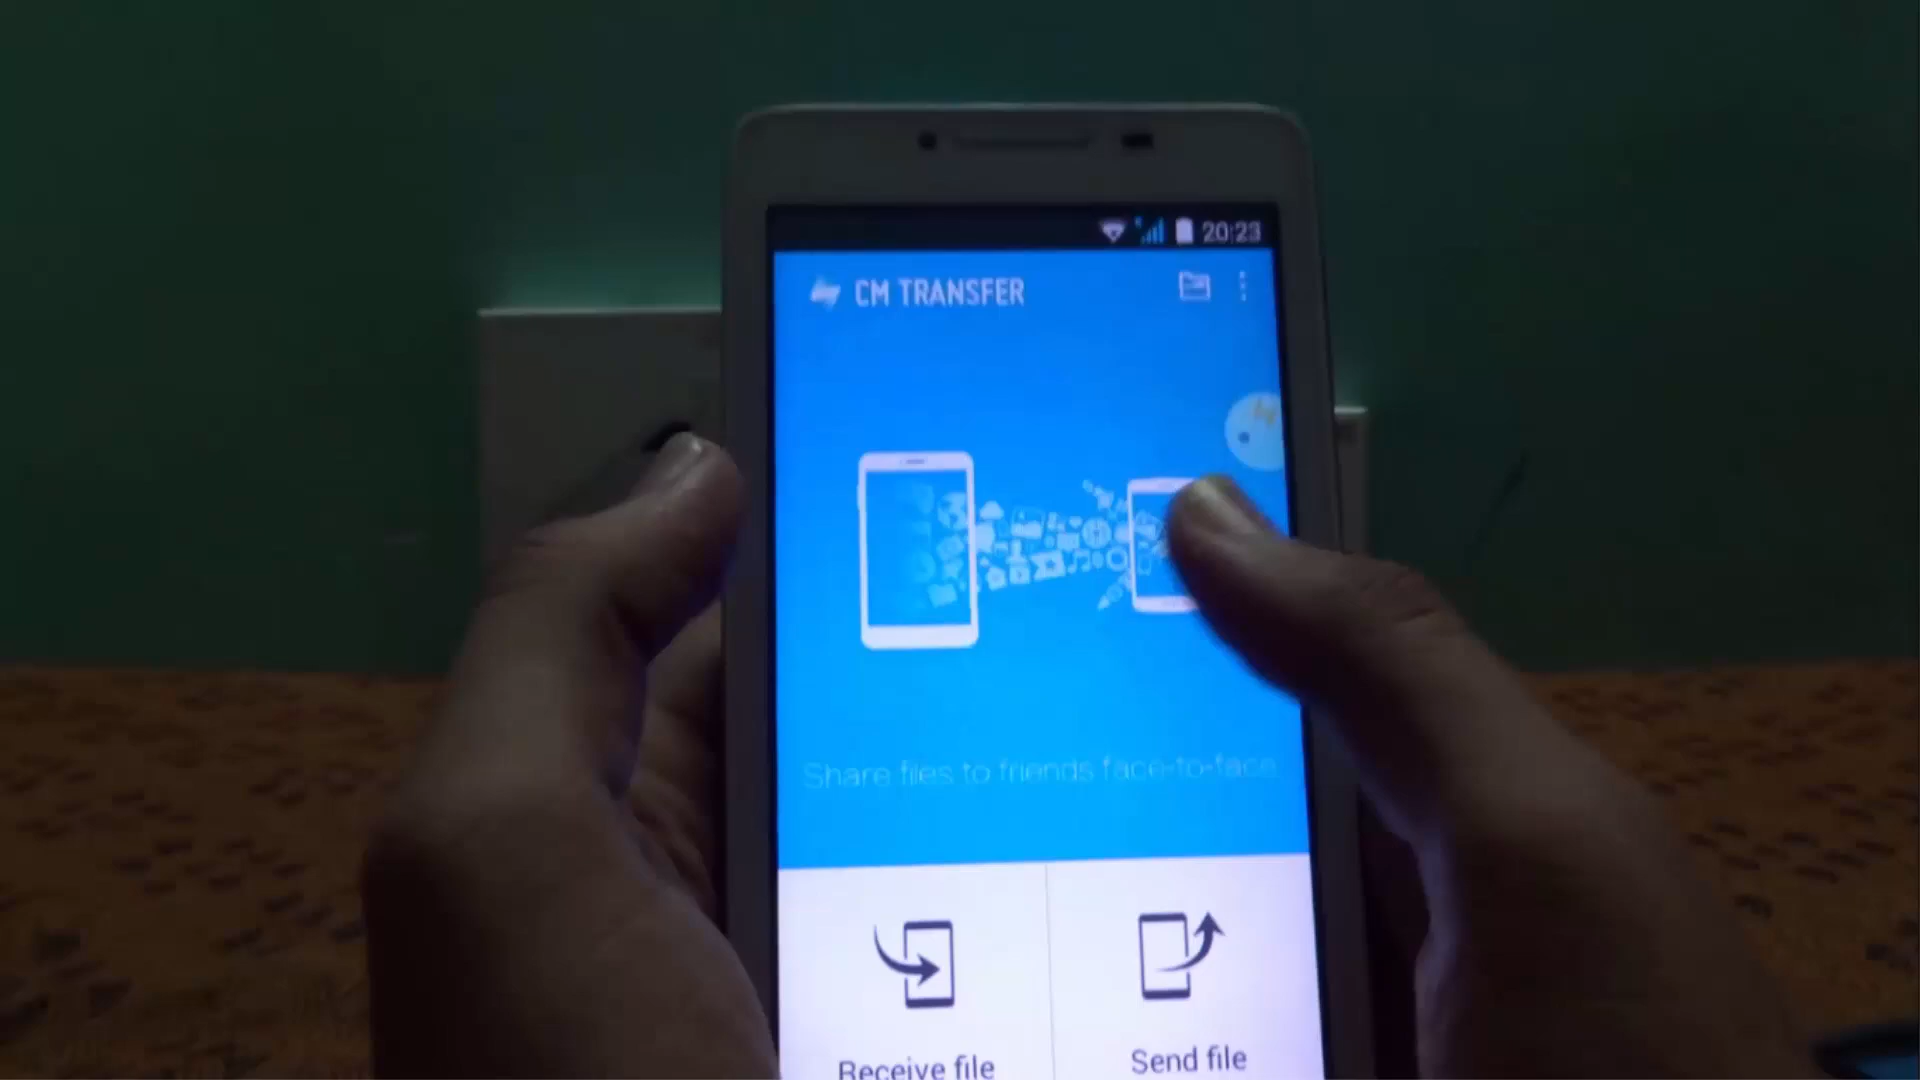 20:23
CM TRANSFER
Share files to friends face-to-face
Receive file
Send file